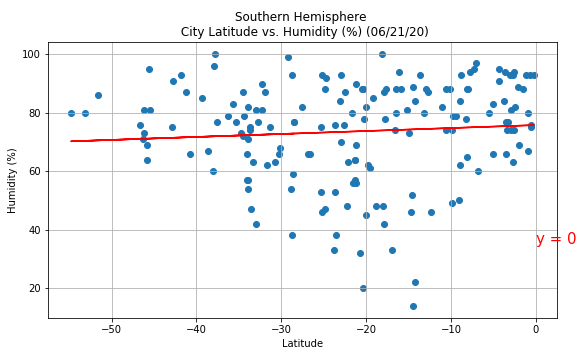 Southern Hemisphere
City Latitude vs. Humidity (%) (06/21/20)
100
80
60
40
20
Humidity (%)
y = 0
−50
−40
−30
−20
−10
0
Latitude